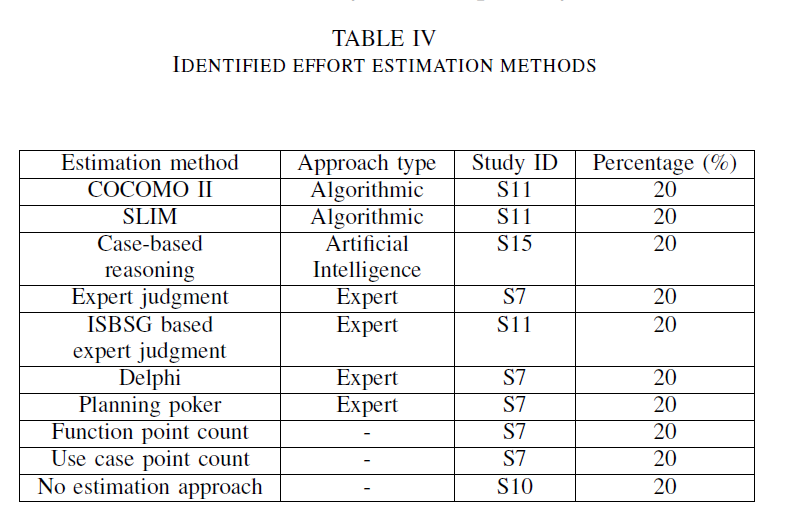 TABLE IV
IDENTIFIED EFFORT ESTIMATION METHODS
Estimation method Approach type Study ID Percentage (%)
COCOMO II Algorithmic S11 20
SLIM Algorithmic S11 20
Case-based Artificial S15 20
reasoning Intelligence
Expert judgment Expert S7 20
ISBSG based Expert S11 20
expert judgment
Delphi Expert S7 20
Planning poker Expert S7 20
Function point count - S7 20
Use case point count - S7 20
No estimation approach - S10 20